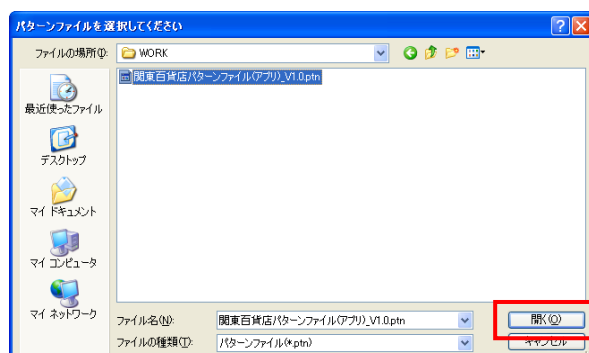 パターンファイルを選択してください
ファイルの場所(I):
WORK
関東百貨店パターンファイル(アプリ)_V1.0.ptn
最近使ったファイル
デスクトップ
マイ ドキュメント
マイ コンピュータ
マイ ネットワーク
ファイル名(N):
関東百貨店パターンファイル(アプリ)_V1.0.ptn
開く(O)
ファイルの種類(T):
パターンファイル(*.ptn)
キャンセル